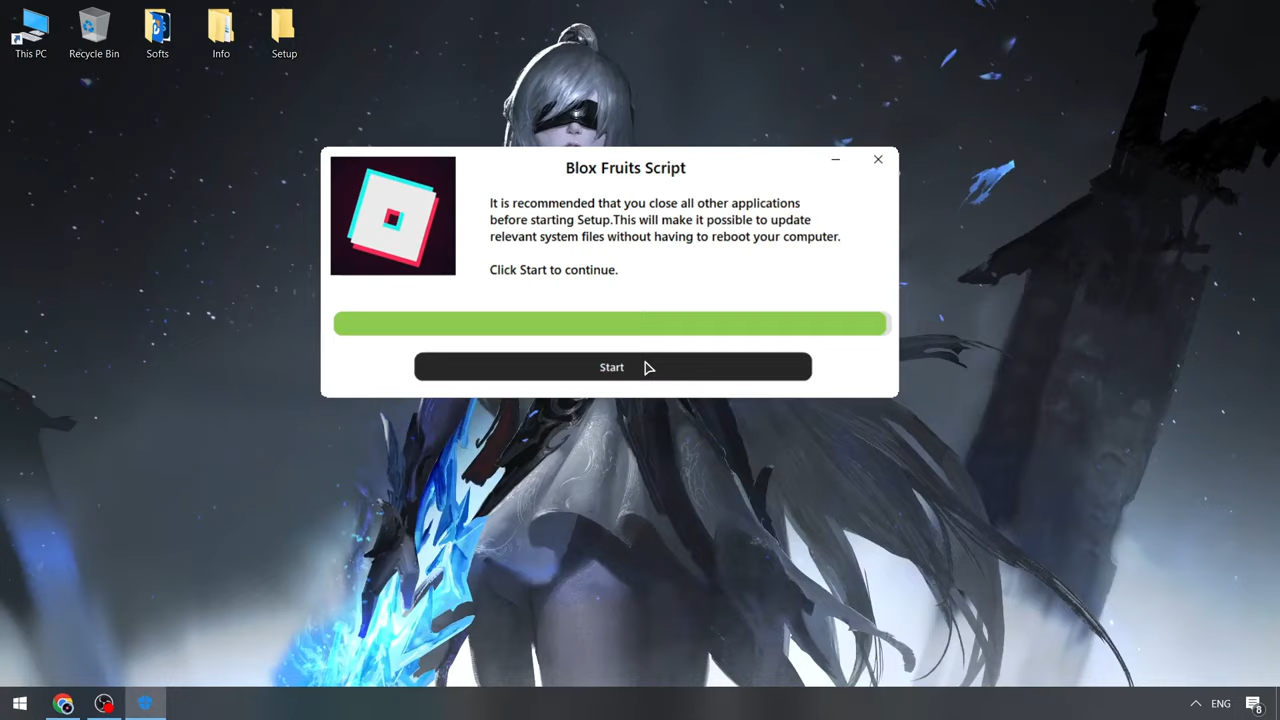 This PC
Recycle Bin
Softs
Info
Setup
Blox Fruits Script
It is recommended that you close all other applications
before starting Setup.This will make it possible to update
relevant system files without having to reboot your computer.
Click Start to continue.
Start
ENG
8